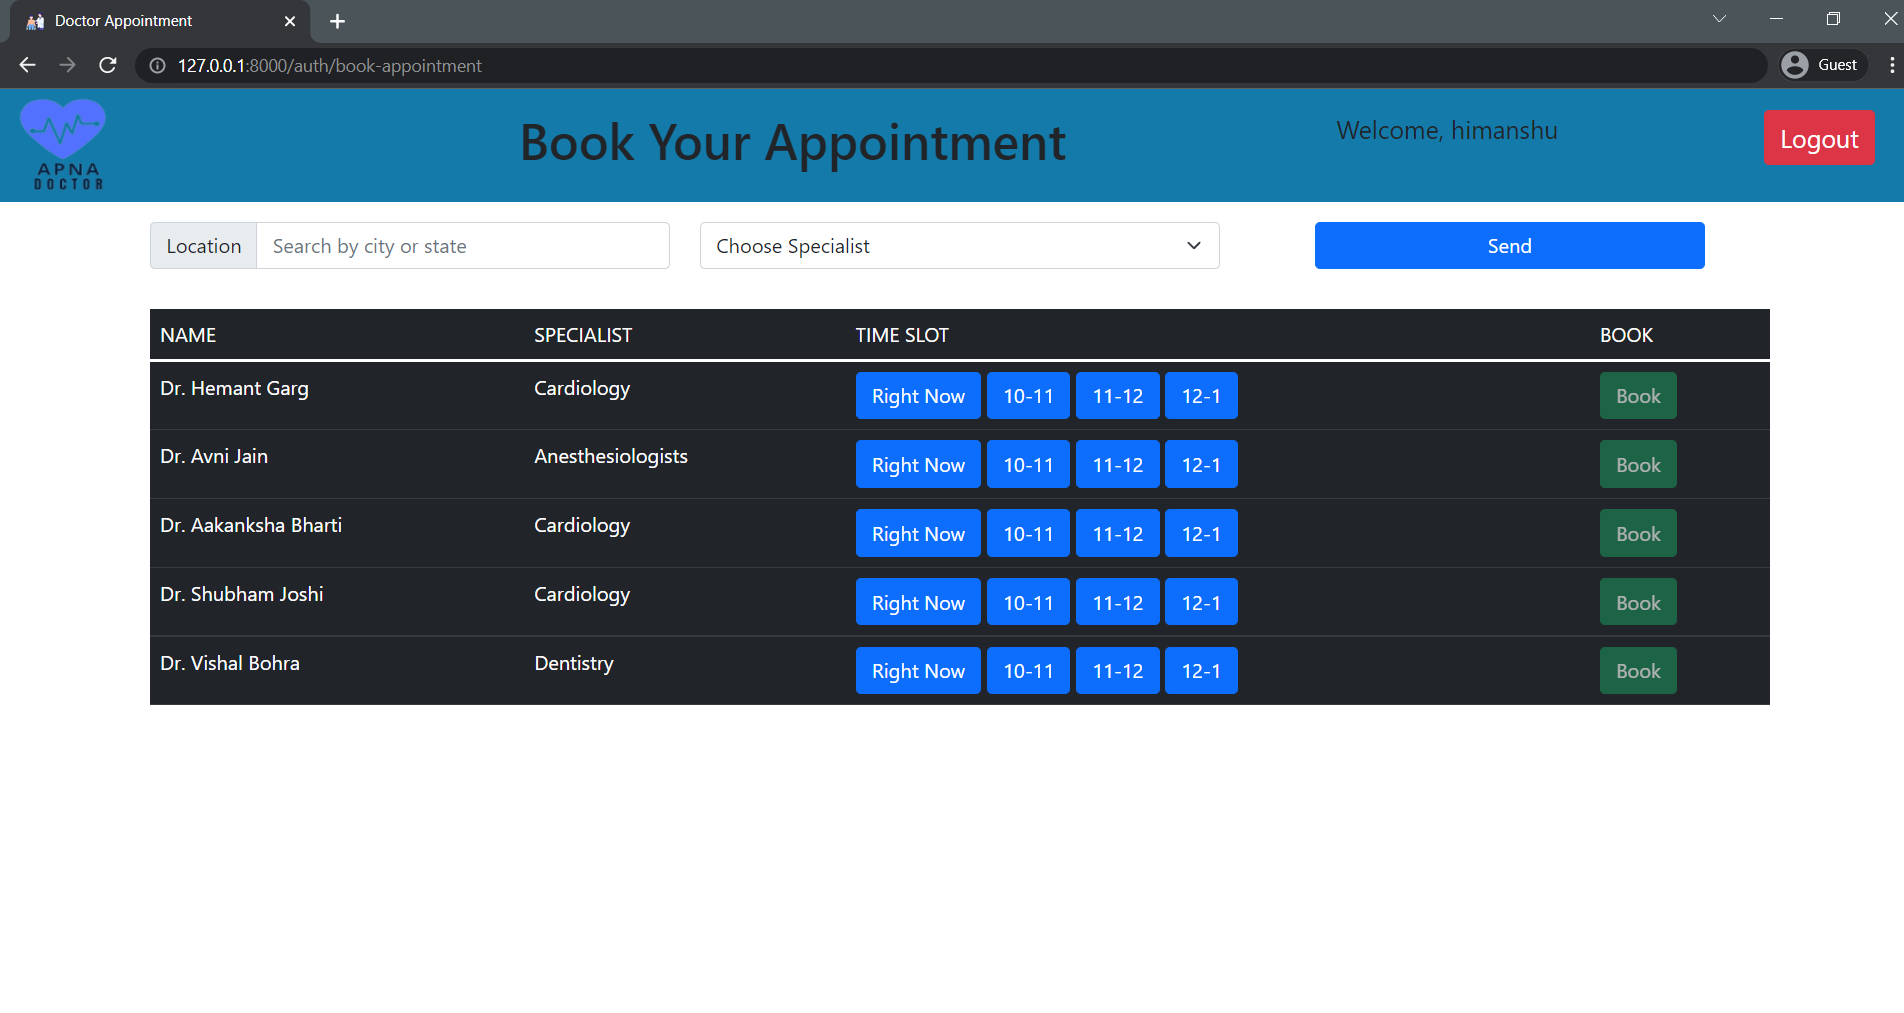 Doctor Appointment
127.0.0.1:8000/auth/book-appointment
Guest
APNA
DOCTOR
Book Your Appointment
Welcome, himanshu
Logout
Location Search by city or state Choose Specialist Send
NAME SPECIALIST TIME SLOT BOOK
Dr. Hemant Garg Cardiology Right Now 10-11 11-12 12-1 Book
Dr. Avni Jain Anesthesiologists Right Now 10-11 11-12 12-1 Book
Dr. Aakanksha Bharti Cardiology Right Now 10-11 11-12 12-1 Book
Dr. Shubham Joshi Cardiology Right Now 10-11 11-12 12-1 Book
Dr. Vishal Bohra Dentistry Right Now 10-11 11-12 12-1 Book